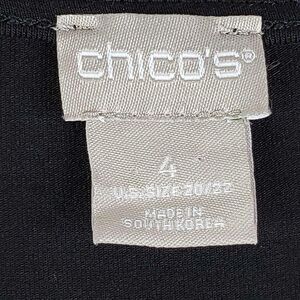 chico's®
4
U.S. SIZE 20/22
MADE IN
SOUTH KOREA